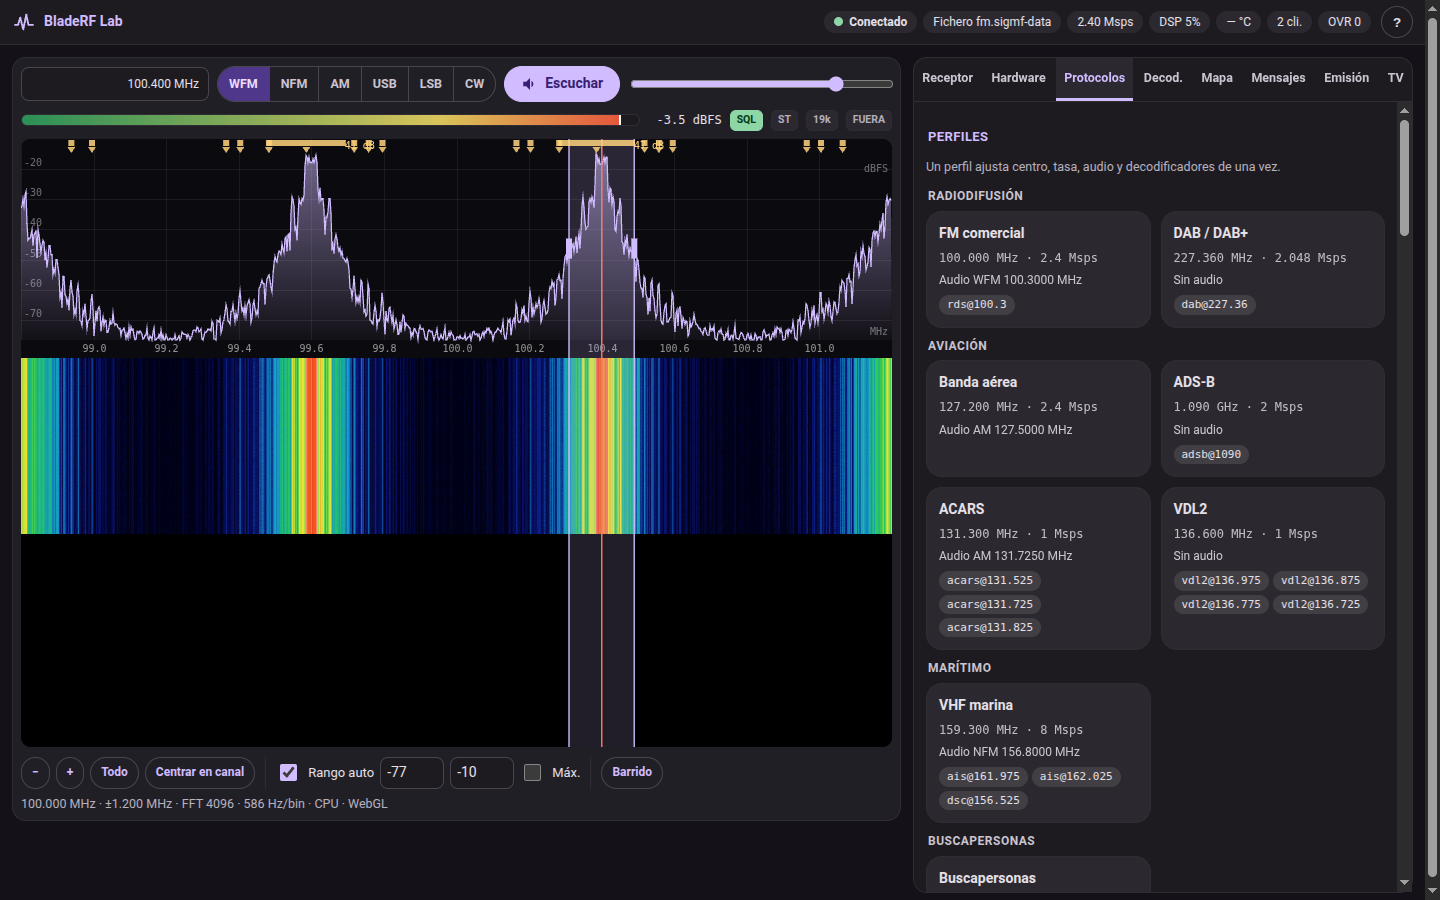 BladeRF Lab
Conectado
Fichero fm.sigmf-data
2.40 Msps
DSP 5%
— °C
2 cli.
OVR 0
?
100.400 MHz
WFM
NFM
AM
USB
LSB
CW
Escuchar
-3.5 dBFS
SQL
ST
19k
FUERA
dBFS
-20
-30
-40
-50
-60
-70
MHz
99.0 99.2 99.4 99.6 99.8 100.0 100.2 100.4 100.6 100.8 101.0
−
+
Todo
Centrar en canal
Rango auto
-77
-10
Máx.
Barrido
100.000 MHz · ±1.200 MHz · FFT 4096 · 586 Hz/bin · CPU · WebGL
Receptor
Hardware
Protocolos
Decod.
Mapa
Mensajes
Emisión
TV
PERFILES
Un perfil ajusta centro, tasa, audio y decodificadores de una vez.
RADIODIFUSIÓN
FM comercial
100.000 MHz · 2.4 Msps
Audio WFM 100.3000 MHz
rds@100.3
DAB / DAB+
227.360 MHz · 2.048 Msps
Sin audio
dab@227.36
AVIACIÓN
Banda aérea
127.200 MHz · 2.4 Msps
Audio AM 127.5000 MHz
ADS-B
1.090 GHz · 2 Msps
Sin audio
adsb@1090
ACARS
131.300 MHz · 1 Msps
Audio AM 131.7250 MHz
acars@131.525
acars@131.725
acars@131.825
VDL2
136.600 MHz · 1 Msps
Sin audio
vdl2@136.975 vdl2@136.875
vdl2@136.775 vdl2@136.725
MARÍTIMO
VHF marina
159.300 MHz · 8 Msps
Audio NFM 156.8000 MHz
ais@161.975 ais@162.025
dsc@156.525
BUSCAPERSONAS
Buscapersonas